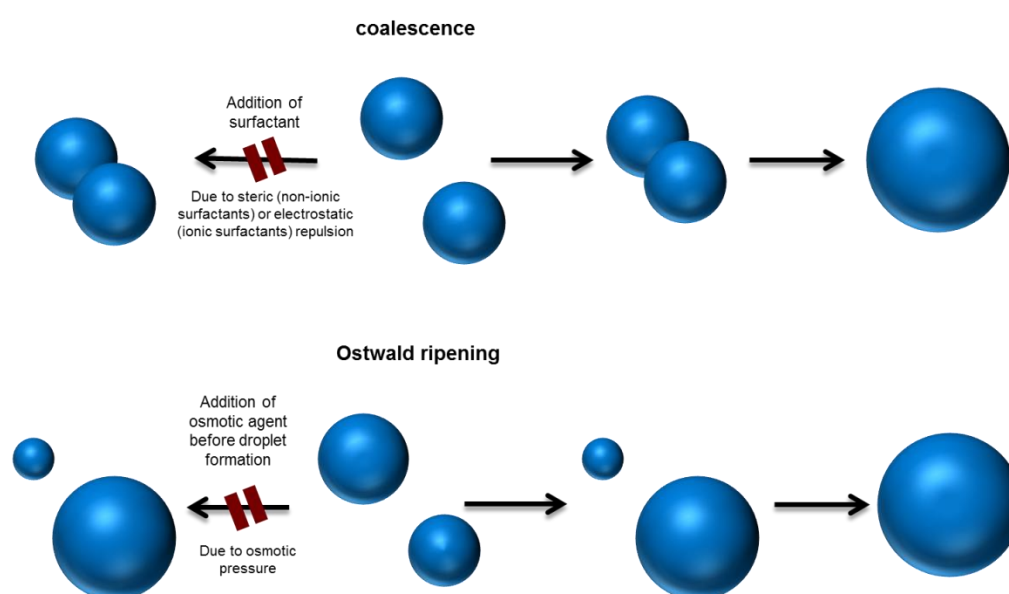 coalescence
Addition of
surfactant
Due to steric (non-ionic
surfactants) or electrostatic
(ionic surfactants) repulsion
Ostwald ripening
Addition of
osmotic agent
before droplet
formation
Due to osmotic
pressure